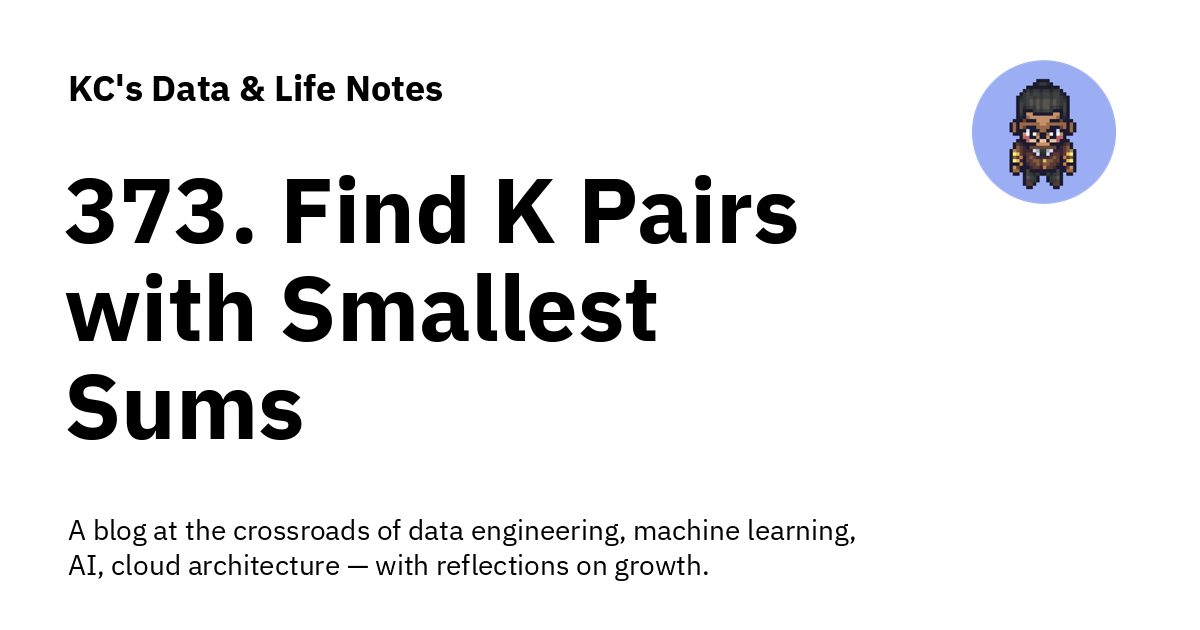 KC's Data & Life Notes
373. Find K Pairs
with Smallest
Sums
A blog at the crossroads of data engineering, machine learning,
AI, cloud architecture — with reflections on growth.